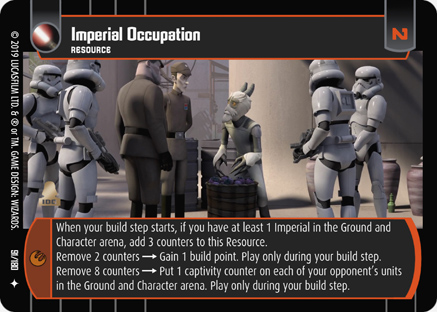 Imperial Occupation
RESOURCE
When your build step starts, if you have at least 1 Imperial in the Ground and
Character arena, add 3 counters to this Resource.
Remove 2 counters → Gain 1 build point. Play only during your build step.
Remove 8 counters → Put 1 captivity counter on each of your opponent's units
in the Ground and Character arena. Play only during your build step.
© 2019 LUCASFILM LTD. & ® or TM. GAME DESIGN: WIZARDS.
IDC